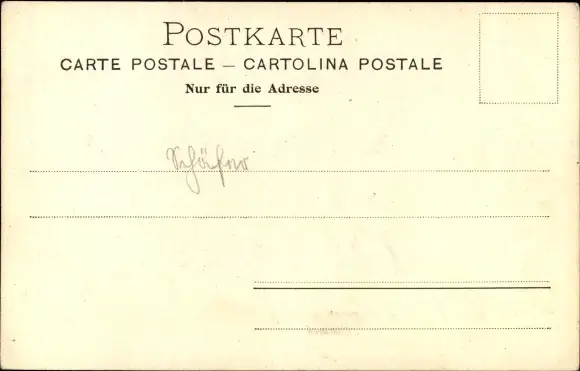 POSTKARTE
CARTE POSTALE – CARTOLINA POSTALE
Nur für die Adresse